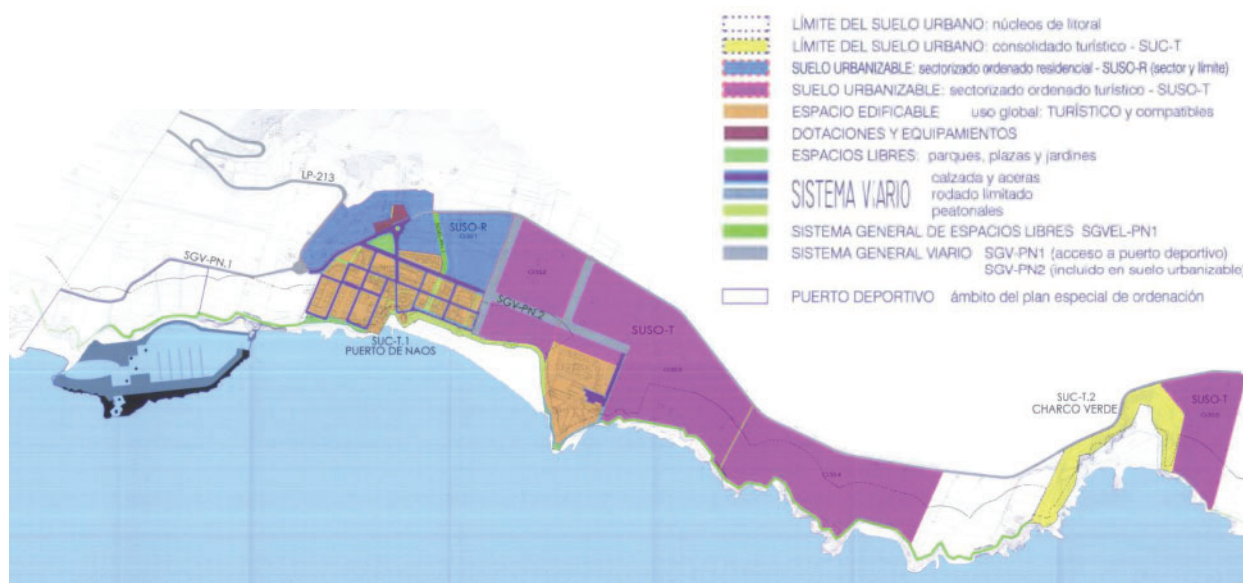 LÍMITE DEL SUELO URBANO: núcleos de litoral
LÍMITE DEL SUELO URBANO: consolidado turístico - SUC-T
SUELO URBANIZABLE: sectorizado ordenado residencial - SUSO-R (sector y límite)
SUELO URBANIZABLE: sectorizado ordenado turístico - SUSO-T
ESPACIO EDIFICABLE uso global: TURÍSTICO y compatibles
DOTACIONES Y EQUIPAMIENTOS
ESPACIOS LIBRES: parques, plazas y jardines
calzada y aceras
SISTEMA VIARIO rodado limitado
peatonales
SISTEMA GENERAL DE ESPACIOS LIBRES SGVEL-PN1
SISTEMA GENERAL VIARIO SGV-PN1 (acceso a puerto deportivo)
SGV-PN2 (incluido en suelo urbanizable)
PUERTO DEPORTIVO ámbito del plan especial de ordenación
LP-213
SUSO-R
SGV-PN.1
SGV-PN.2
SUSO-T
SUC-T.1
PUERTO DE NAOS
SUC-T.2
CHARCO VERDE
SUSO-T